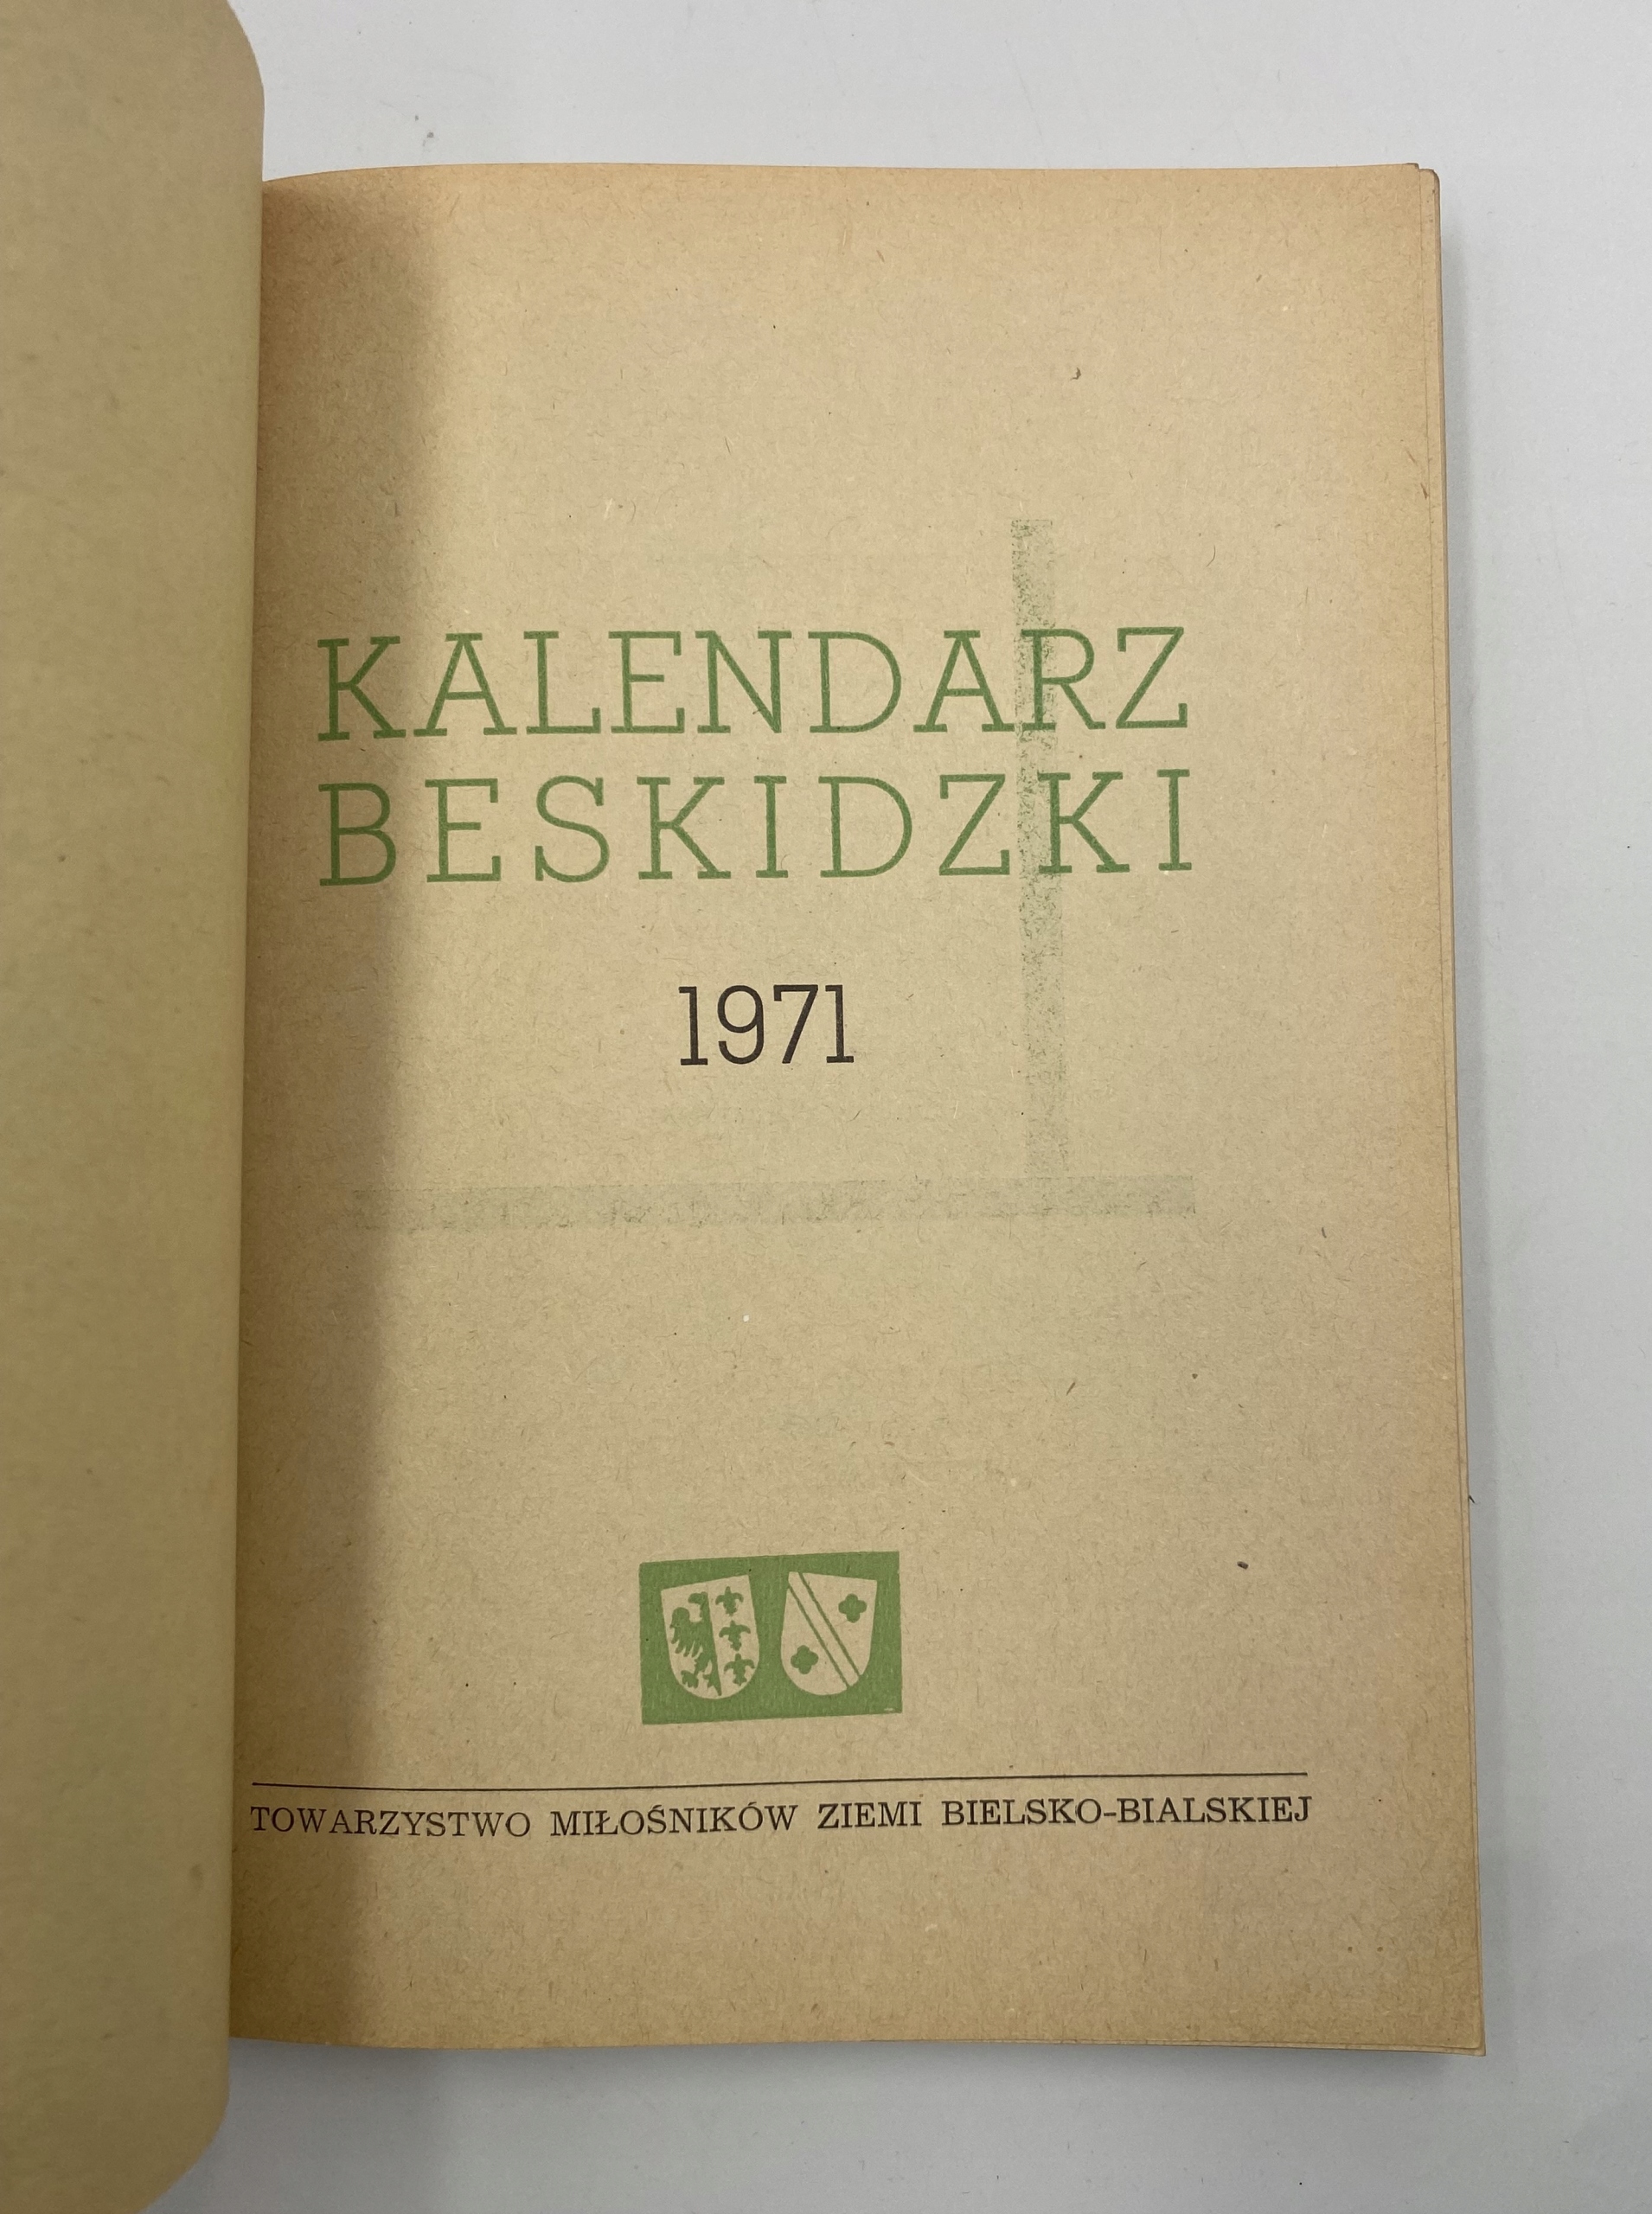 KALENDARZ
BESKIDZKI
1971
TOWARZYSTWO MIŁOŚNIKÓW ZIEMI BIELSKO-BIALSKIEJ